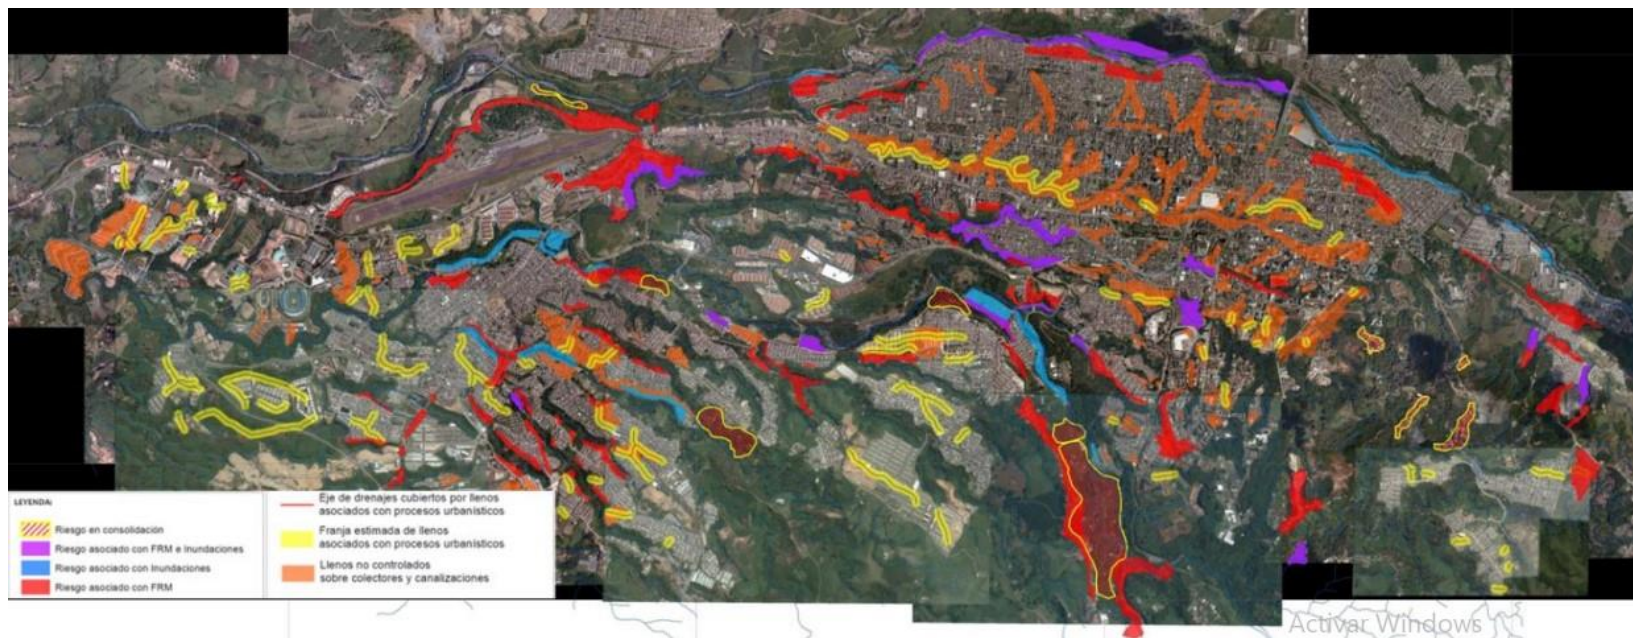 LEYENDA:
Riesgo en consolidación
Riesgo asociado con FRM e Inundaciones
Riesgo asociado con Inundaciones
Riesgo asociado con FRM
Eje de drenajes cubiertos por llenos
asociados con procesos urbanísticos
Franja estimada de llenos
asociados con procesos urbanísticos
Llenos no controlados
sobre colectores y canalizaciones
Activar Windows